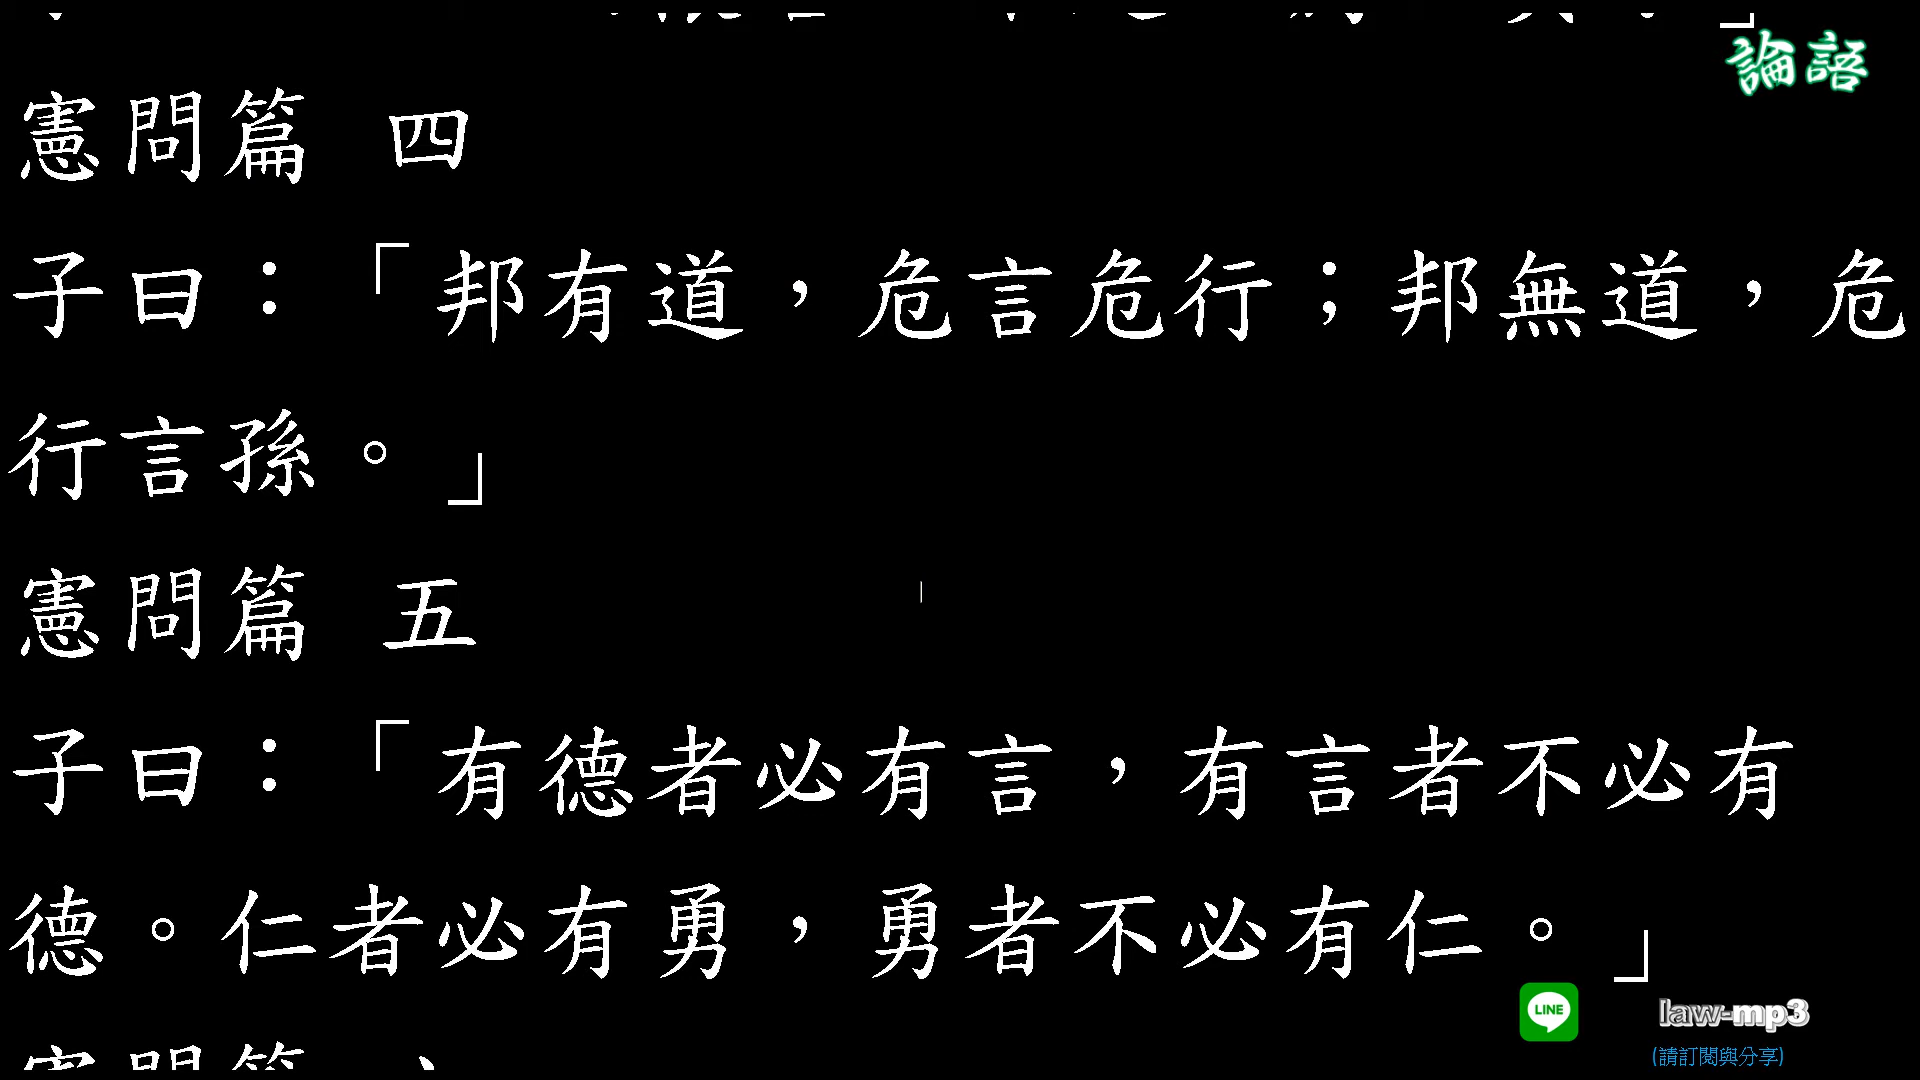 論語
憲問篇 四
子曰：「邦有道，危言危行；邦無道，危
行言孫。」
憲問篇 五
子曰：「有德者必有言，有言者不必有
德。仁者必有勇，勇者不必有仁。」
LINE
law-mp3
(請訂閱與分享)